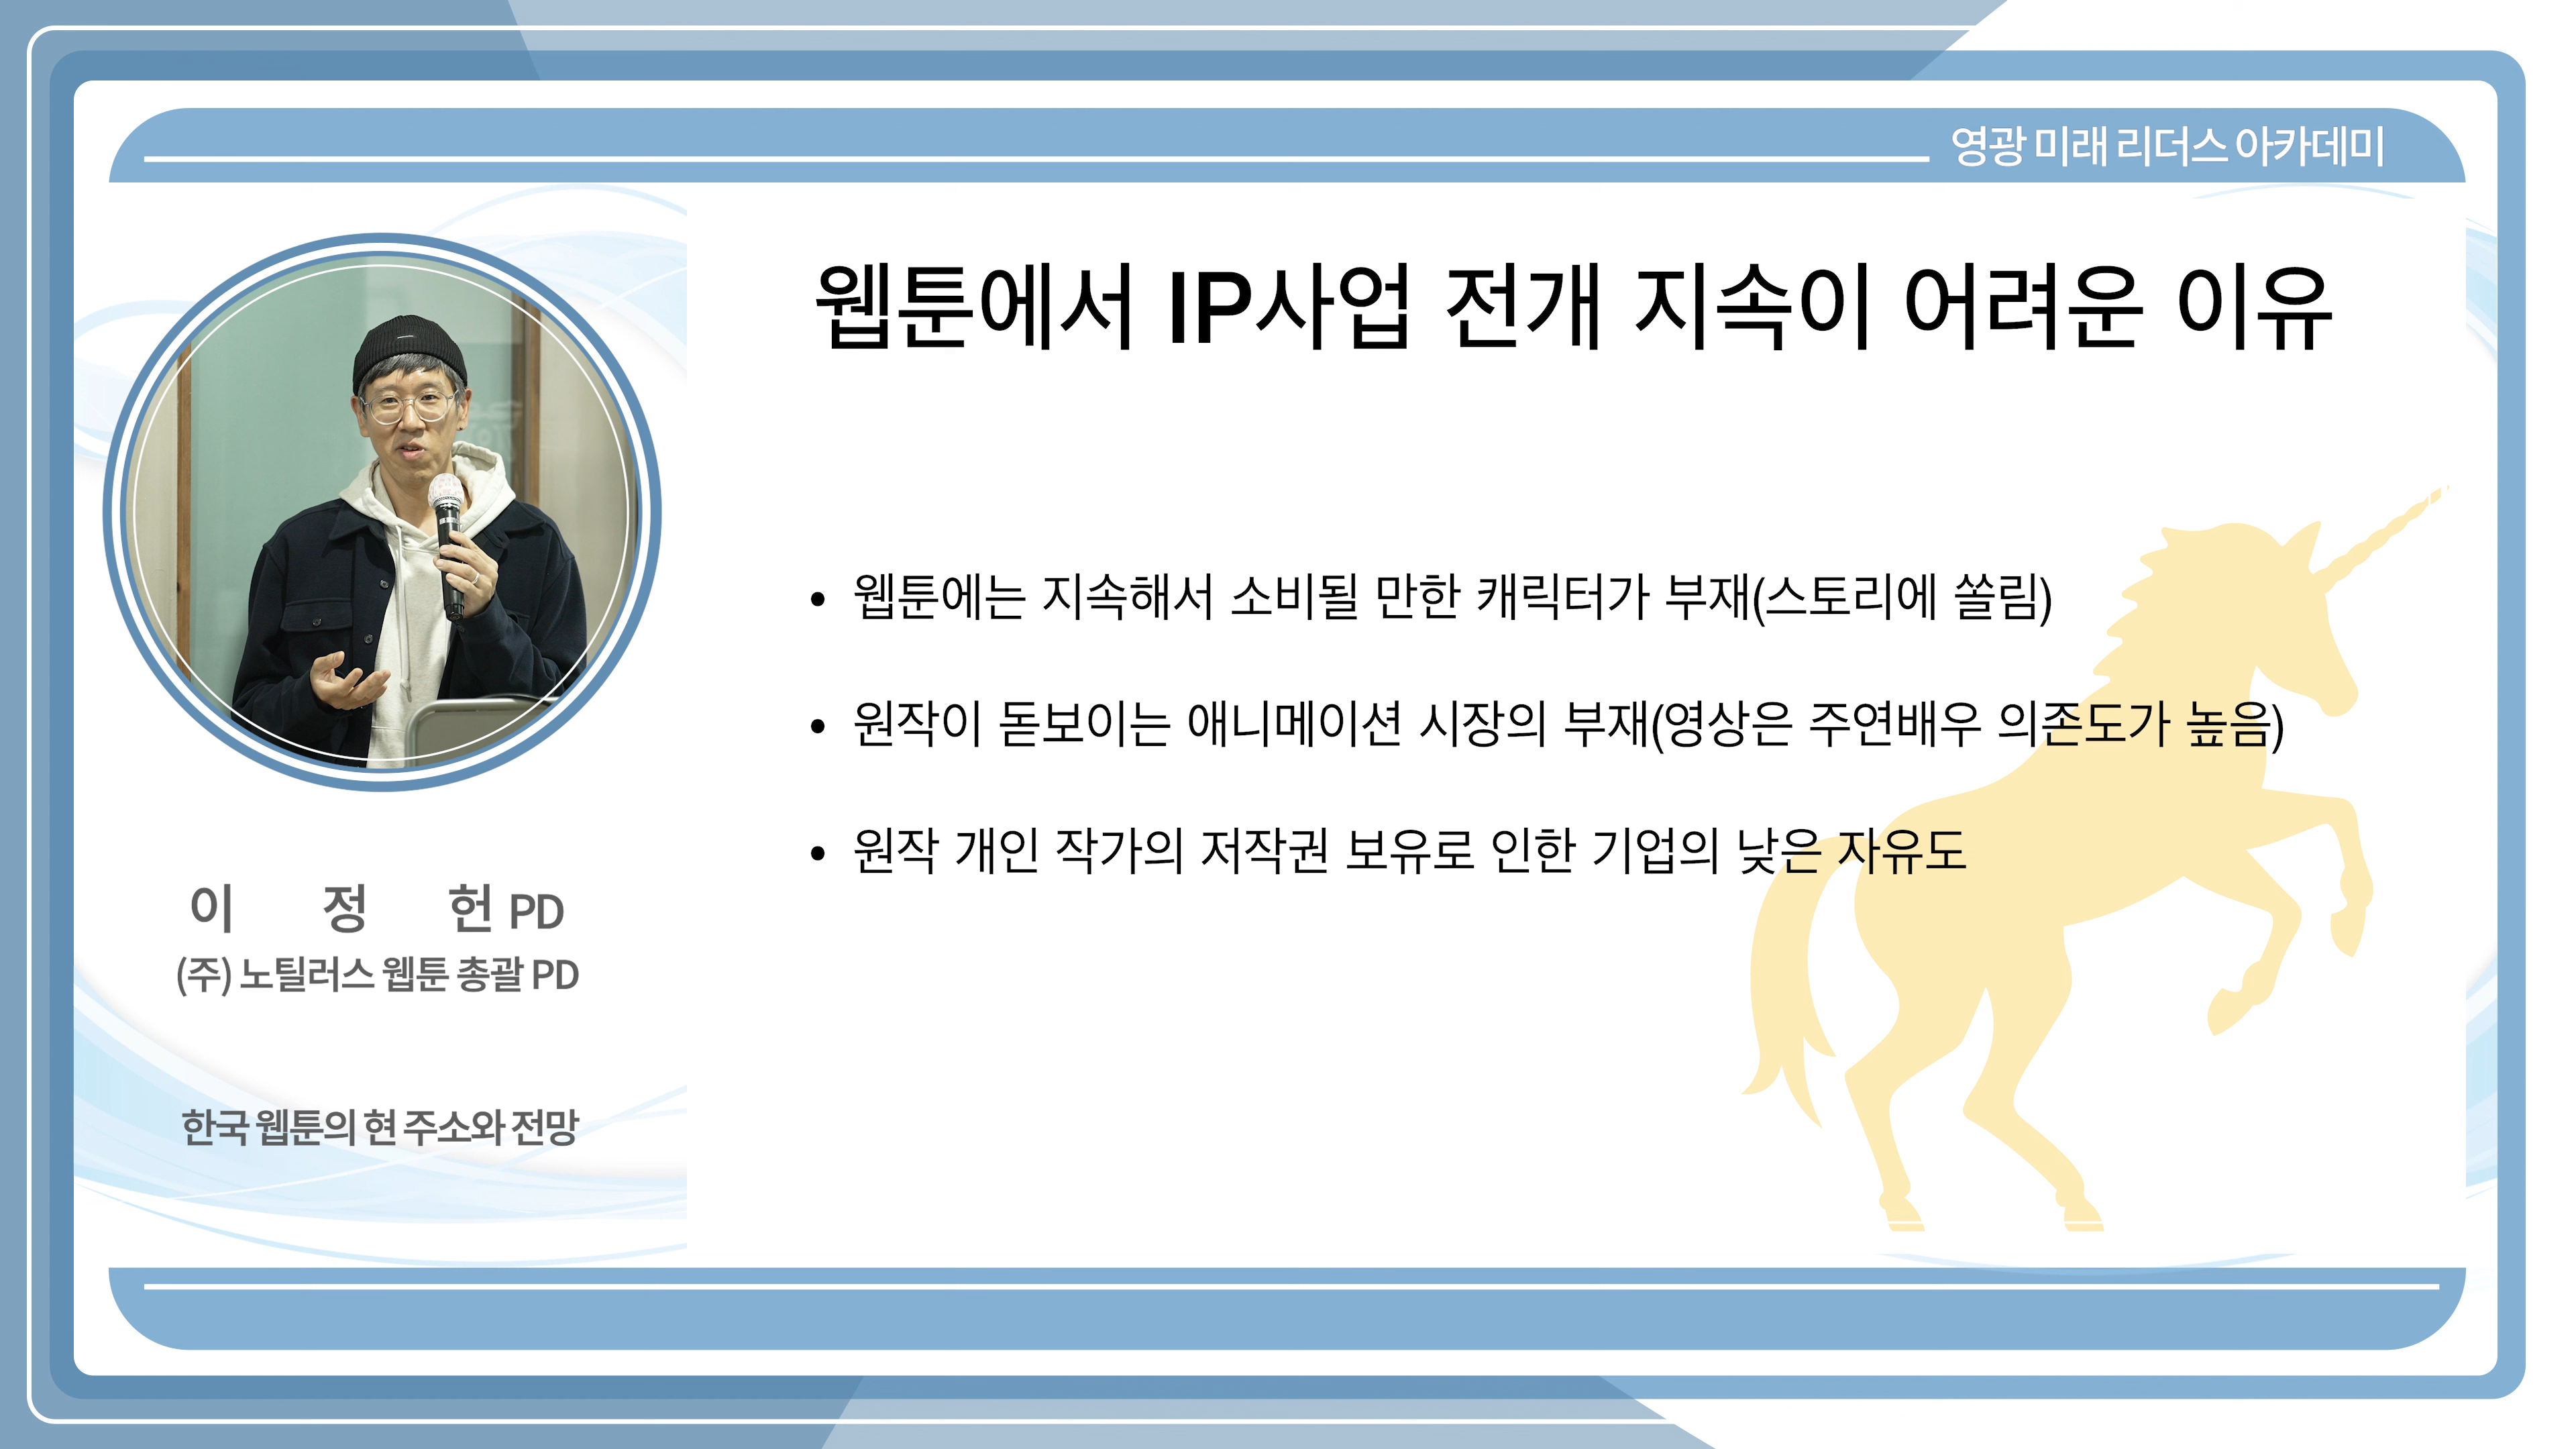 영광 미래 리더스 아카데미
웹툰에서 IP사업 전개 지속이 어려운 이유
• 웹툰에는 지속해서 소비될 만한 캐릭터가 부재(스토리에 쏠림)
• 원작이 돋보이는 애니메이션 시장의 부재(영상은 주연배우 의존도가 높음)
• 원작 개인 작가의 저작권 보유로 인한 기업의 낮은 자유도
이 정 헌 PD
(주) 노틸러스 웹툰 총괄 PD
한국 웹툰의 현 주소와 전망